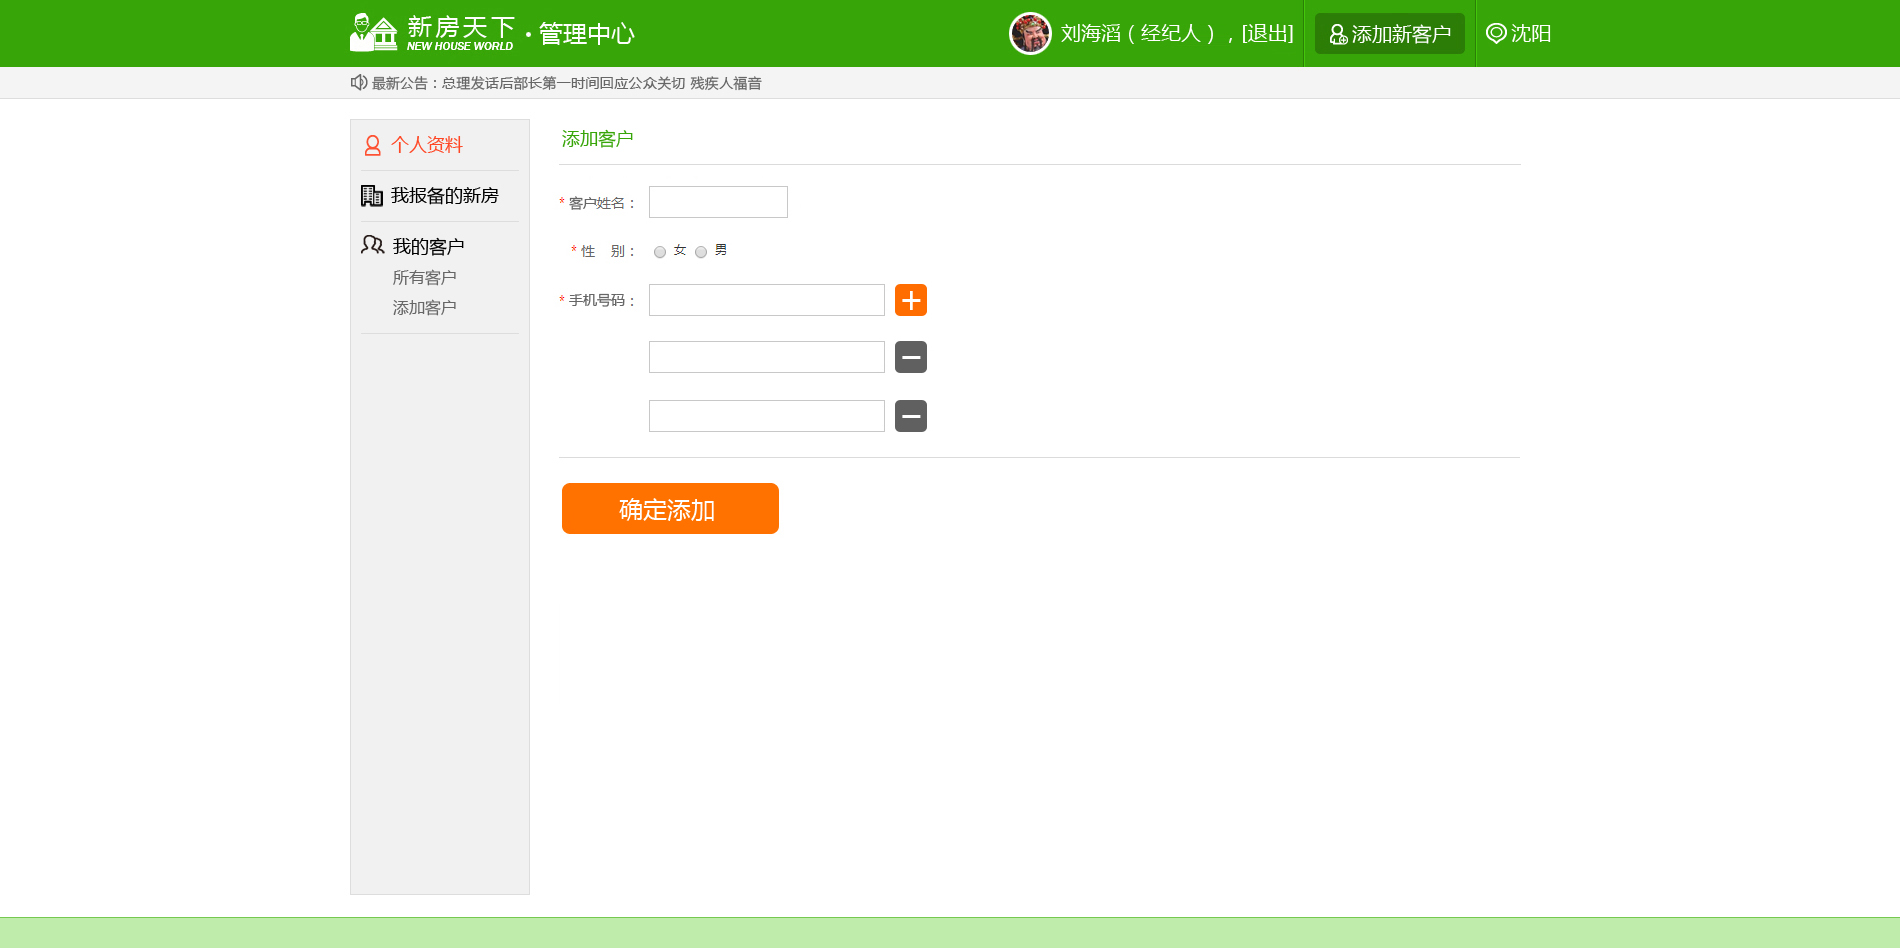 新房天下
NEW HOUSE WORLD
· 管理中心
刘海滔（经纪人），[退出]
添加新客户
沈阳
最新公告：总理发话后部长第一时间回应公众关切 残疾人福音
个人资料
我报备的新房
我的客户
所有客户
添加客户
添加客户
* 客户姓名：
* 性 别： 女 男
* 手机号码：
确定添加